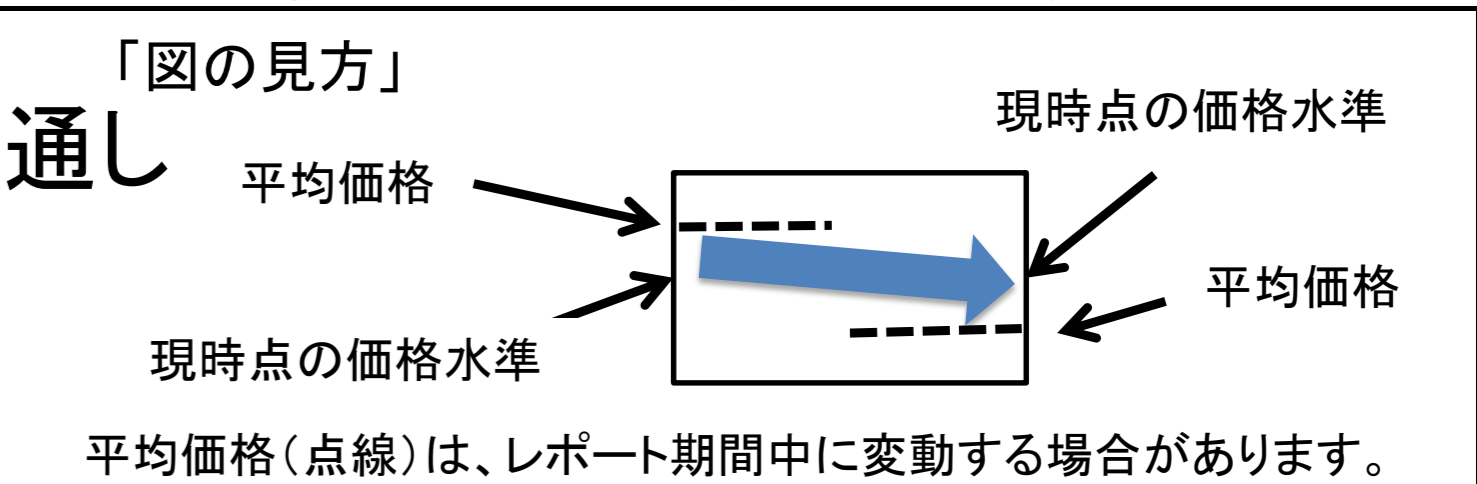 「図の見方」
通し
現時点の価格水準
平均価格
平均価格
現時点の価格水準
平均価格(点線)は、レポート期間中に変動する場合があります。